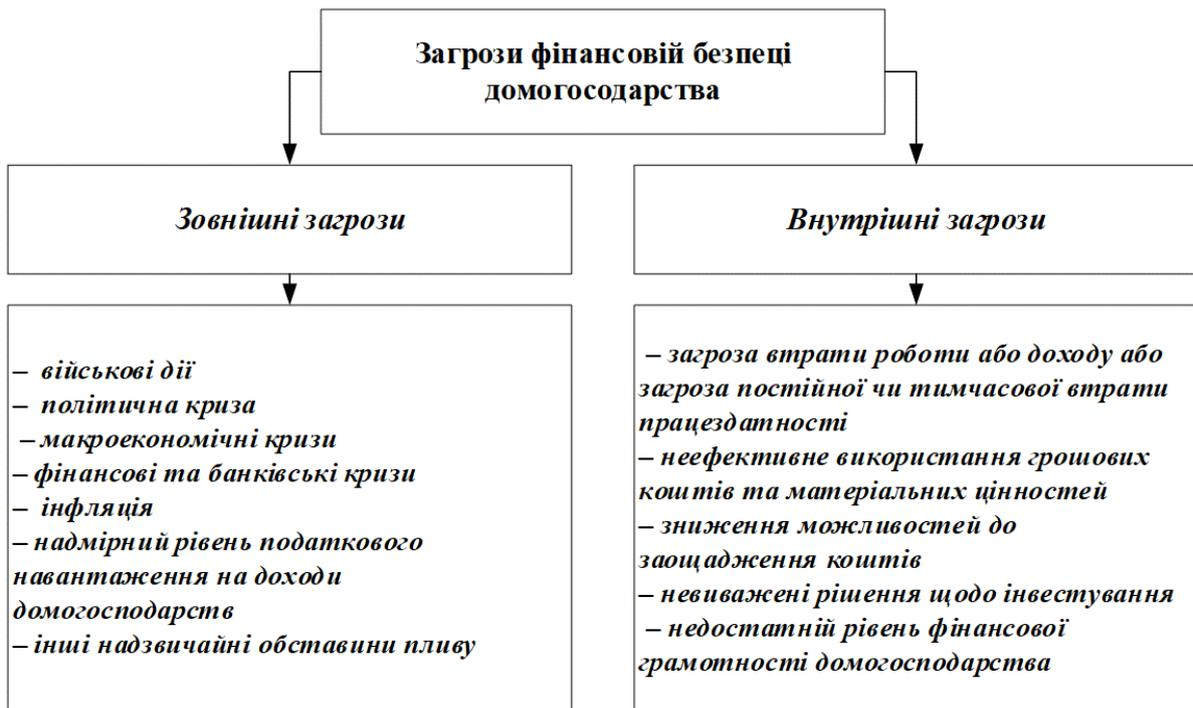 Загрози фінансовій безпеці
домогосодарства
Зовнішні загрози
– військові дії
– політична криза
– макроекономічні кризи
– фінансові та банківські кризи
– інфляція
– надмірний рівень податкового
навантаження на доходи
домогосподарств
– інші надзвичайні обставини пливу
Внутрішні загрози
– загроза втрати роботи або доходу або
загроза постійної чи тимчасової втрати
працездатності
– неефективне використання грошових
коштів та матеріальних цінностей
– зниження можливостей до
заощадження коштів
– невиважені рішення щодо інвестування
– недостатній рівень фінансової
грамотності домогосподарства